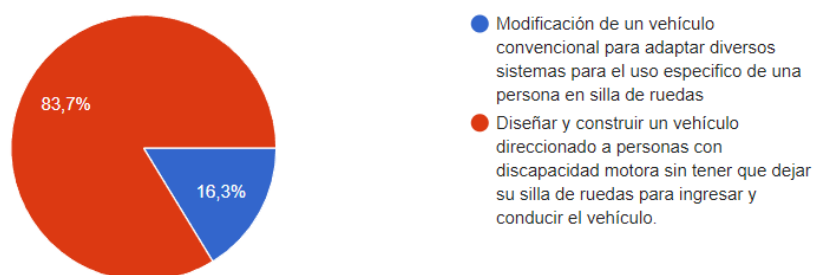 83,7%
16,3%
Modificación de un vehículo
convencional para adaptar diversos
sistemas para el uso especifico de una
persona en silla de ruedas
Diseñar y construir un vehículo
direccionado a personas con
discapacidad motora sin tener que dejar
su silla de ruedas para ingresar y
conducir el vehículo.